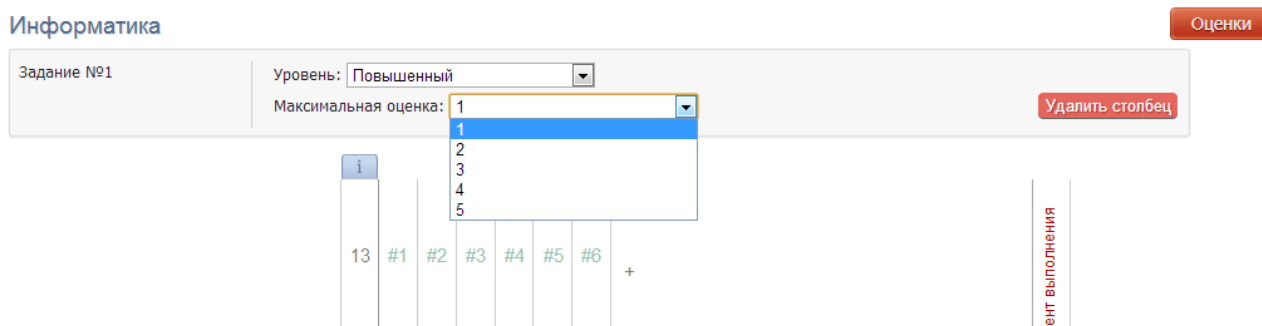 Информатика
Оценки
Задание №1
Уровень: Повышенный
Максимальная оценка: 1
Удалить столбец
1
2
3
4
5
i
13 #1 #2 #3 #4 #5 #6 +
ент выполнения